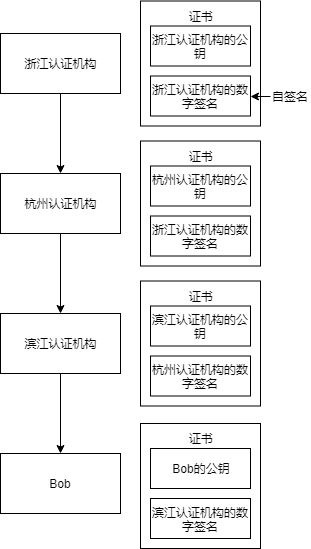 证书
浙江认证机构
浙江认证机构的公
钥
浙江认证机构的数
字签名
自签名
证书
杭州认证机构
杭州认证机构的公
钥
浙江认证机构的数
字签名
证书
滨江认证机构
滨江认证机构的公
钥
杭州认证机构的数
字签名
证书
Bob
Bob的公钥
滨江认证机构的数
字签名